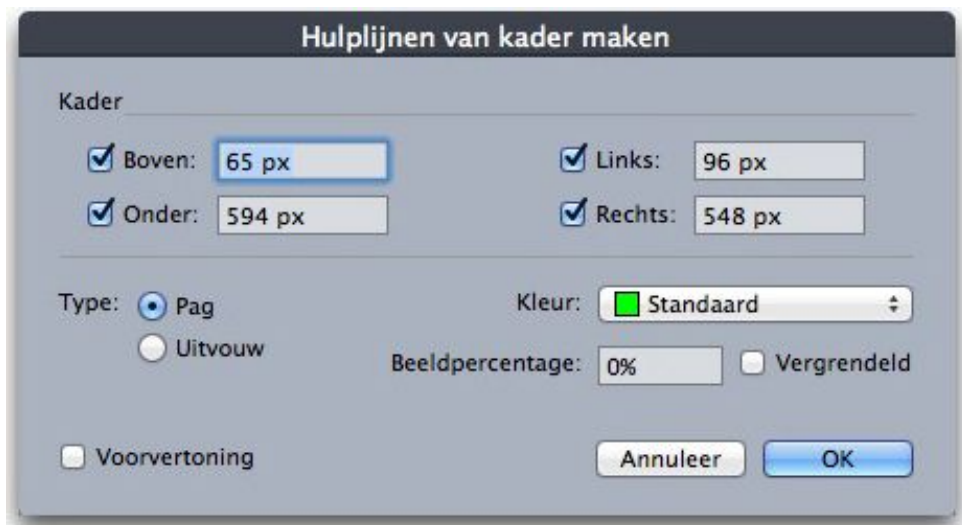 Hulplijnen van kader maken
Kader
Boven: 65 px Links: 96 px
Onder: 594 px Rechts: 548 px
Type: Pag Kleur: Standaard
Uitvouw
Beeldpercentage: 0% Vergrendeld
Voorvertoning Annuleer OK